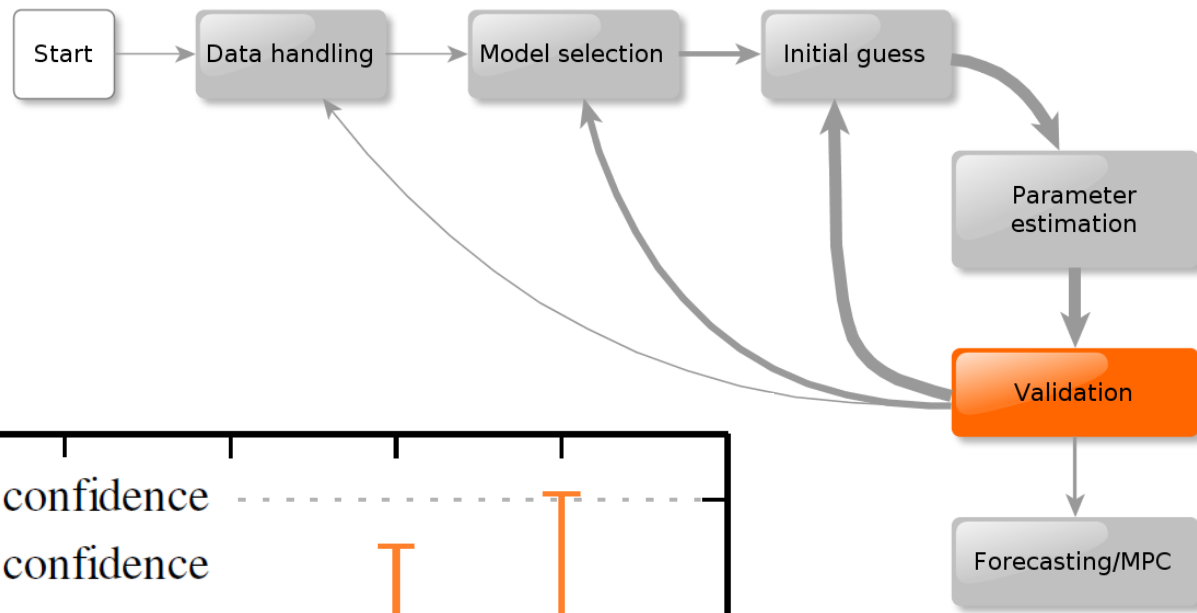 Start
Data handling
Model selection
Initial guess
Parameter
estimation
Validation
Forecasting/MPC
confidence
confidence